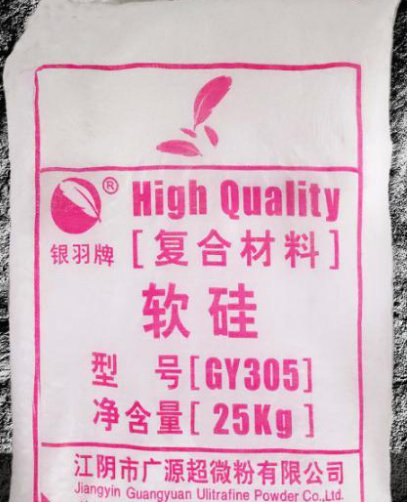 ® High Quality
银羽牌 [复合材料]
软硅
型 号[GY305]
净含量[25Kg]
江阴市广源超微粉有限公司
Jiangyin Guangyuan Ulitrafine Powder Co.,Ltd.